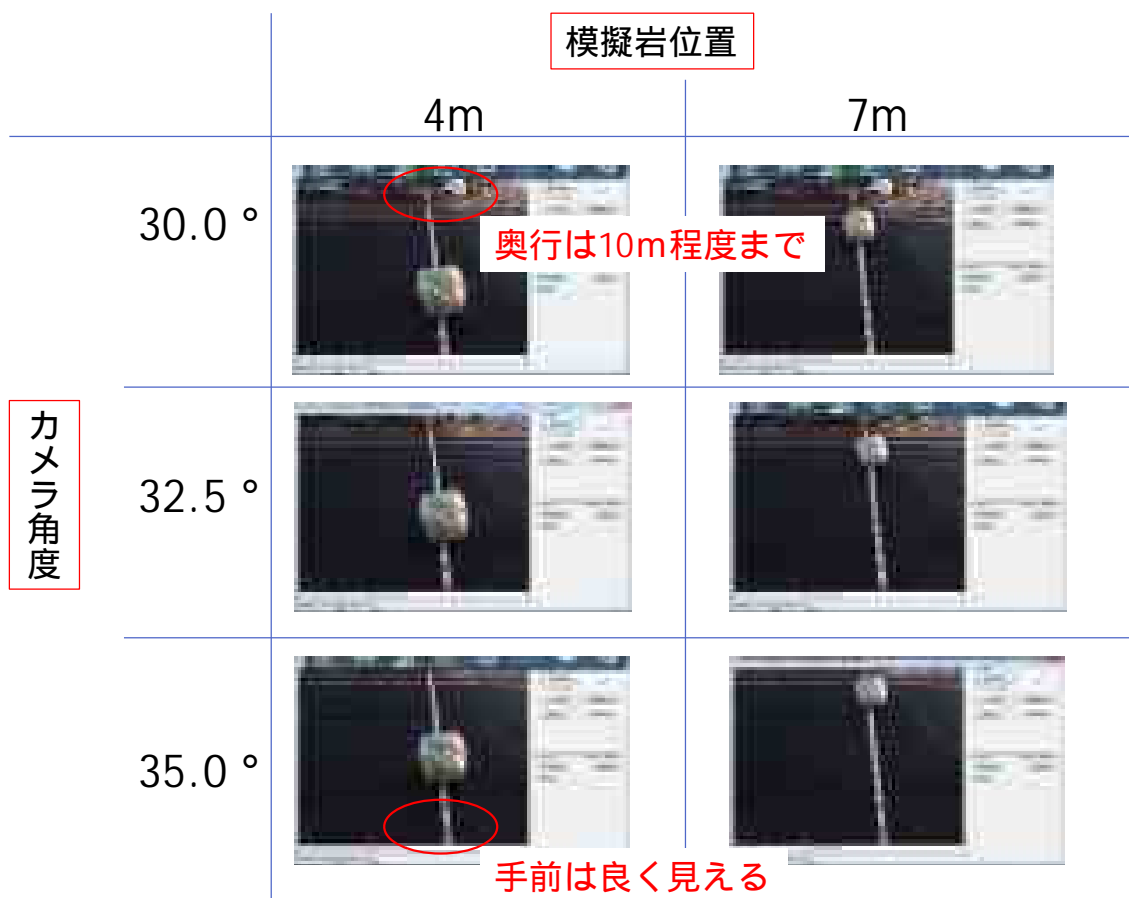 模擬岩位置
4m
7m
30.0 °
奥行は10m程度まで
カメラ角度
32.5 °
35.0 °
手前は良く見える